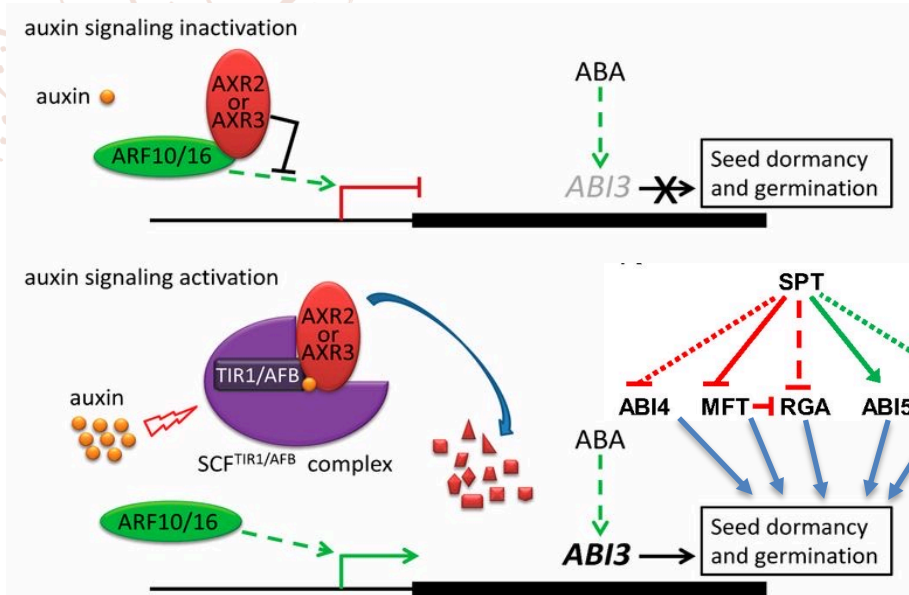 auxin signaling inactivation
auxin
AXR2
or
AXR3
ARF10/16
ABA
ABI3
X
Seed dormancy
and germination
auxin signaling activation
AXR2
or
AXR3
TIR1/AFB
auxin
SCFTIR1/AFB complex
SPT
ABI4 MFT RGA ABI5
ABA
ARF10/16
ABI3
Seed dormancy
and germination